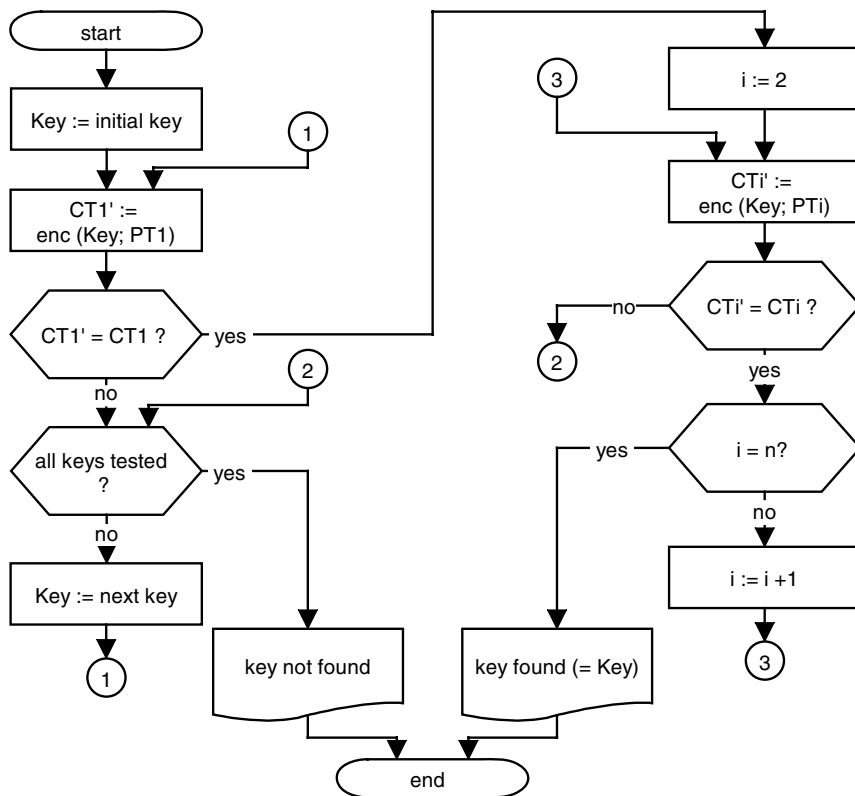 start
Key := initial key
1
CT1' :=
enc (Key; PT1)
CT1' = CT1 ?
yes
no
2
all keys tested
?
yes
no
Key := next key
1
key not found
i := 2
3
CTi' :=
enc (Key; PTi)
CTi' = CTi ?
no
2
yes
i = n?
yes
no
i := i +1
3
key found (= Key)
end